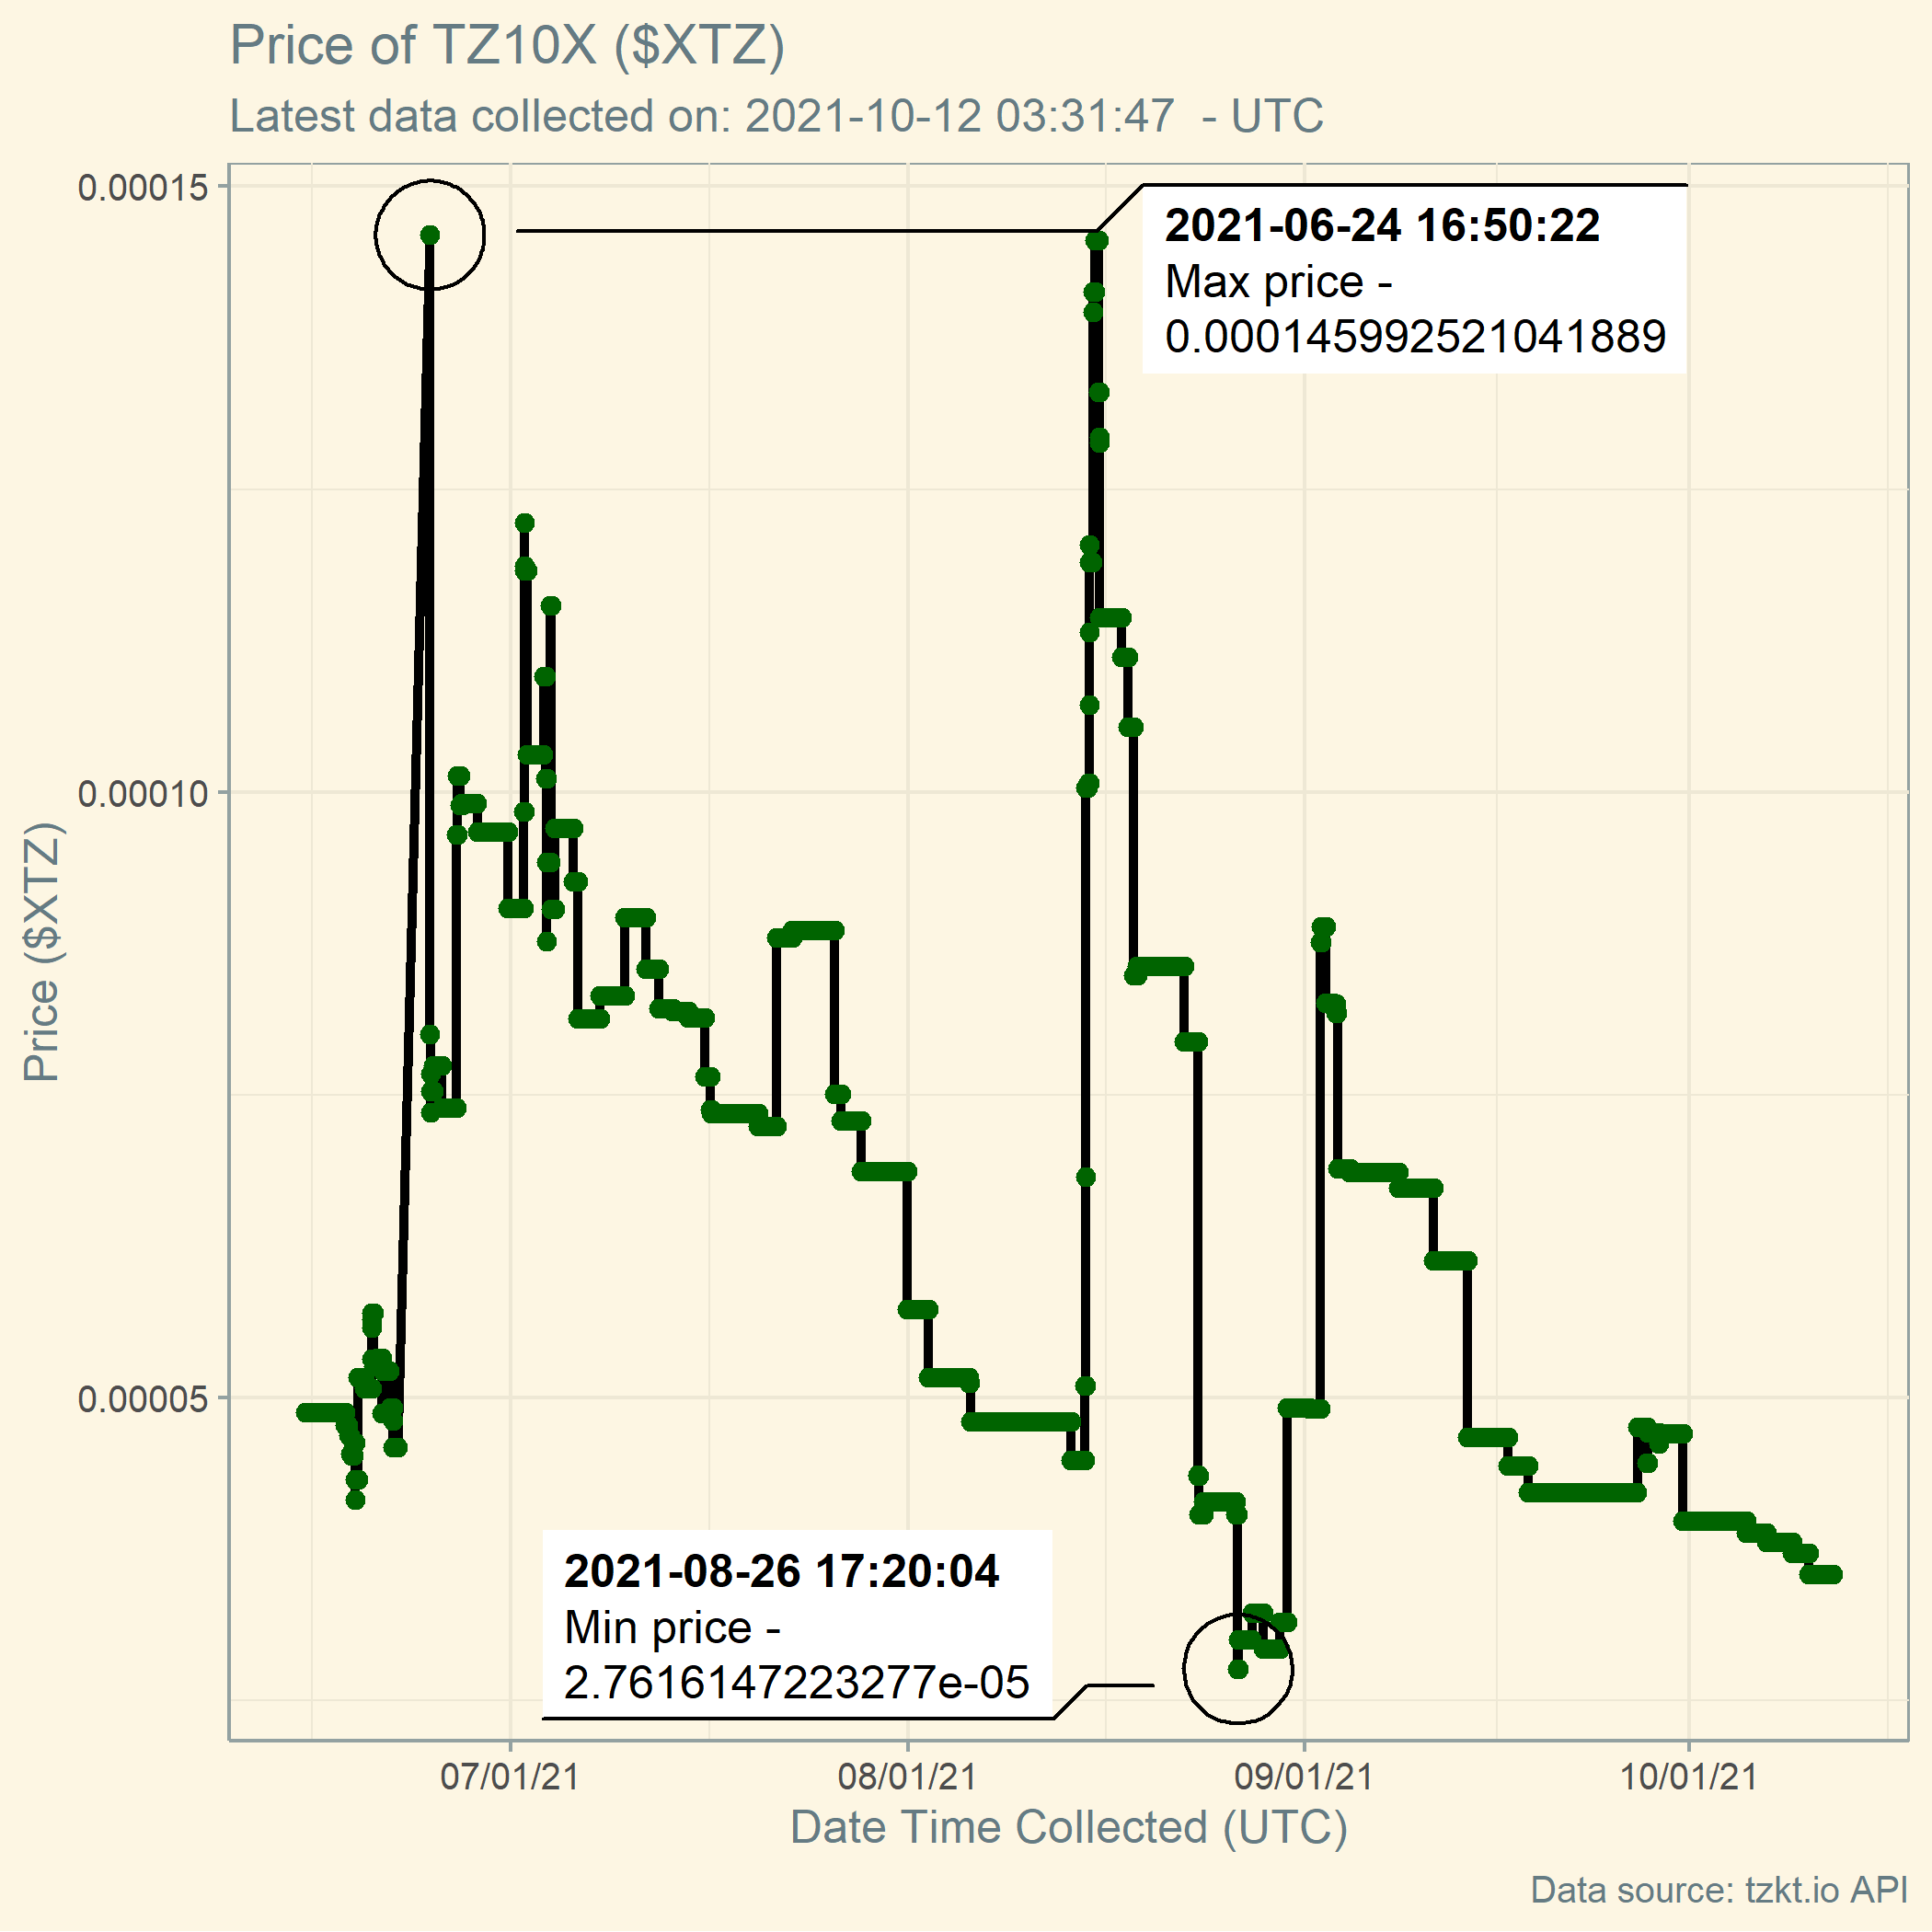 Price of TZ10X ($XTZ)
Latest data collected on: 2021-10-12 03:31:47  - UTC
0.00015
0.00010
0.00005
Price ($XTZ)
2021-06-24 16:50:22
Max price -
0.000145992521041889
2021-08-26 17:20:04
Min price -
2.7616147223277e-05
07/01/21
08/01/21
09/01/21
10/01/21
Date Time Collected (UTC)
Data source: tzkt.io API